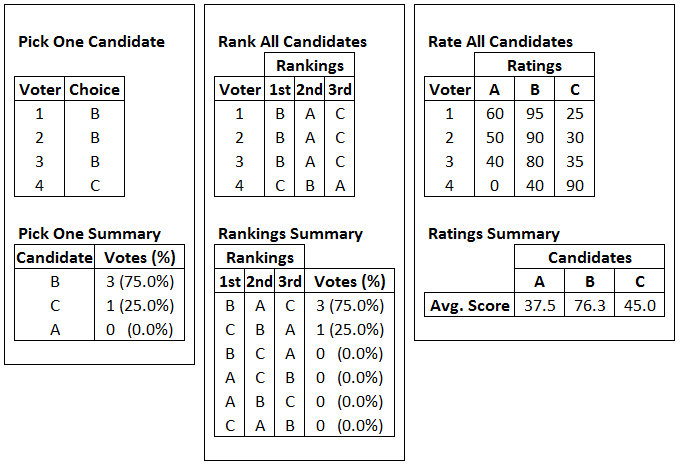 Pick One Candidate
Voter Choice
1 B
2 B
3 B
4 C
Pick One Summary
Candidate Votes (%)
B 3 (75.0%)
C 1 (25.0%)
A 0 (0.0%)
Rank All Candidates
Rankings
Voter 1st 2nd 3rd
1 B A C
2 B A C
3 B A C
4 C B A
Rankings Summary
Rankings
1st 2nd 3rd Votes (%)
B A C 3 (75.0%)
C B A 1 (25.0%)
B C A 0 (0.0%)
A C B 0 (0.0%)
A B C 0 (0.0%)
C A B 0 (0.0%)
Rate All Candidates
Ratings
Voter A B C
1 60 95 25
2 50 90 30
3 40 80 35
4 0 40 90
Ratings Summary
Candidates
A B C
Avg. Score 37.5 76.3 45.0